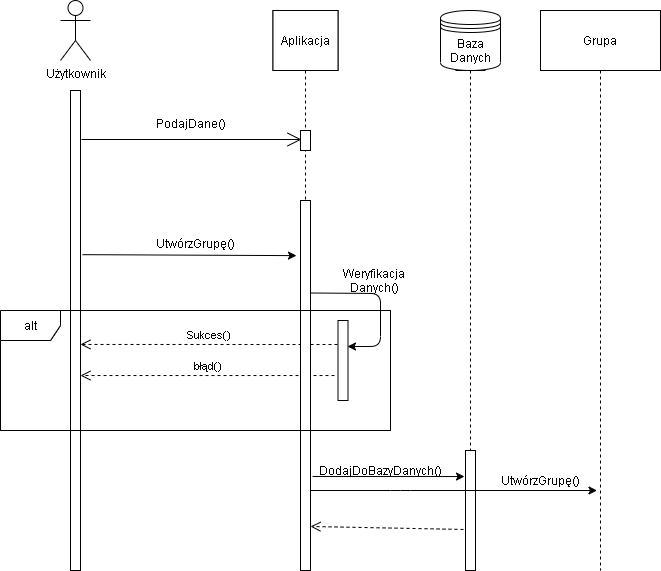 Użytkownik
Aplikacja
Baza
Danych
Grupa
PodajDane()
UtwórzGrupę()
Weryfikacja
Danych()
alt
Sukces()
błąd()
DodajDoBazyDanych()
UtwórzGrupę()